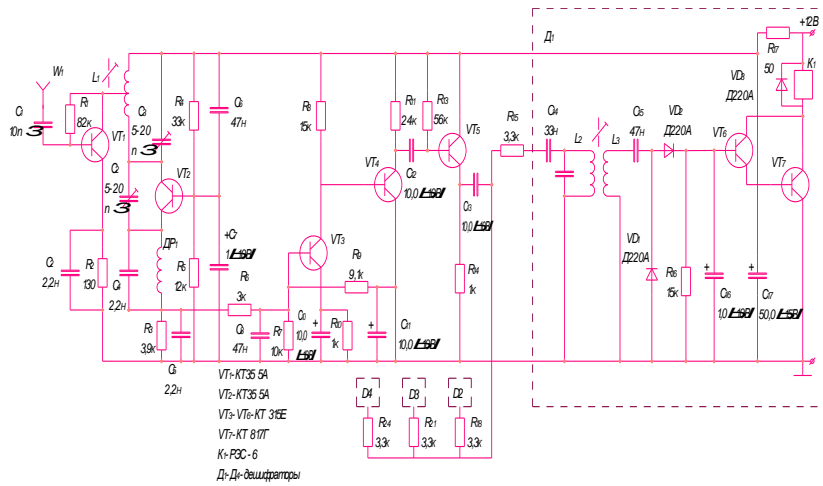 Д1
+12В
R17
50
K1
VD3
Д220А
W1
L1
C1
10п
R1
82к
VT1
C3
5-20
п
C2
5-20
п
R4
33к
C6
47н
VT2
R8
15к
R11
24к
R13
56к
VT5
VT4
C12
10,0
R15
3,3к
C14
33н
L2
L3
C15
47н
VD2
Д220А
VT6
VT7
C13
10,0
ДР1
+C7
VT3
R9
9,1к
VD1
Д220А
C2
2,2н
R2
130
C4
2,2н
R5
12к
R6
3к
R14
1к
R16
15к
C16
1,0
C17
50,0
R3
3,9к
C5
2,2н
C8
47н
R7
10к
10,0
R10
1к
C11
10,0
VT1-КТ35 5А
VT2-КТ35 5А
VT3- VT6-КТ 315Е
VT7-КТ 817Г
K1-РЭС - 6
Д1-Д4-дешифраторы
D4
D3
D2
R24
3,3к
R21
3,3к
R18
3,3к